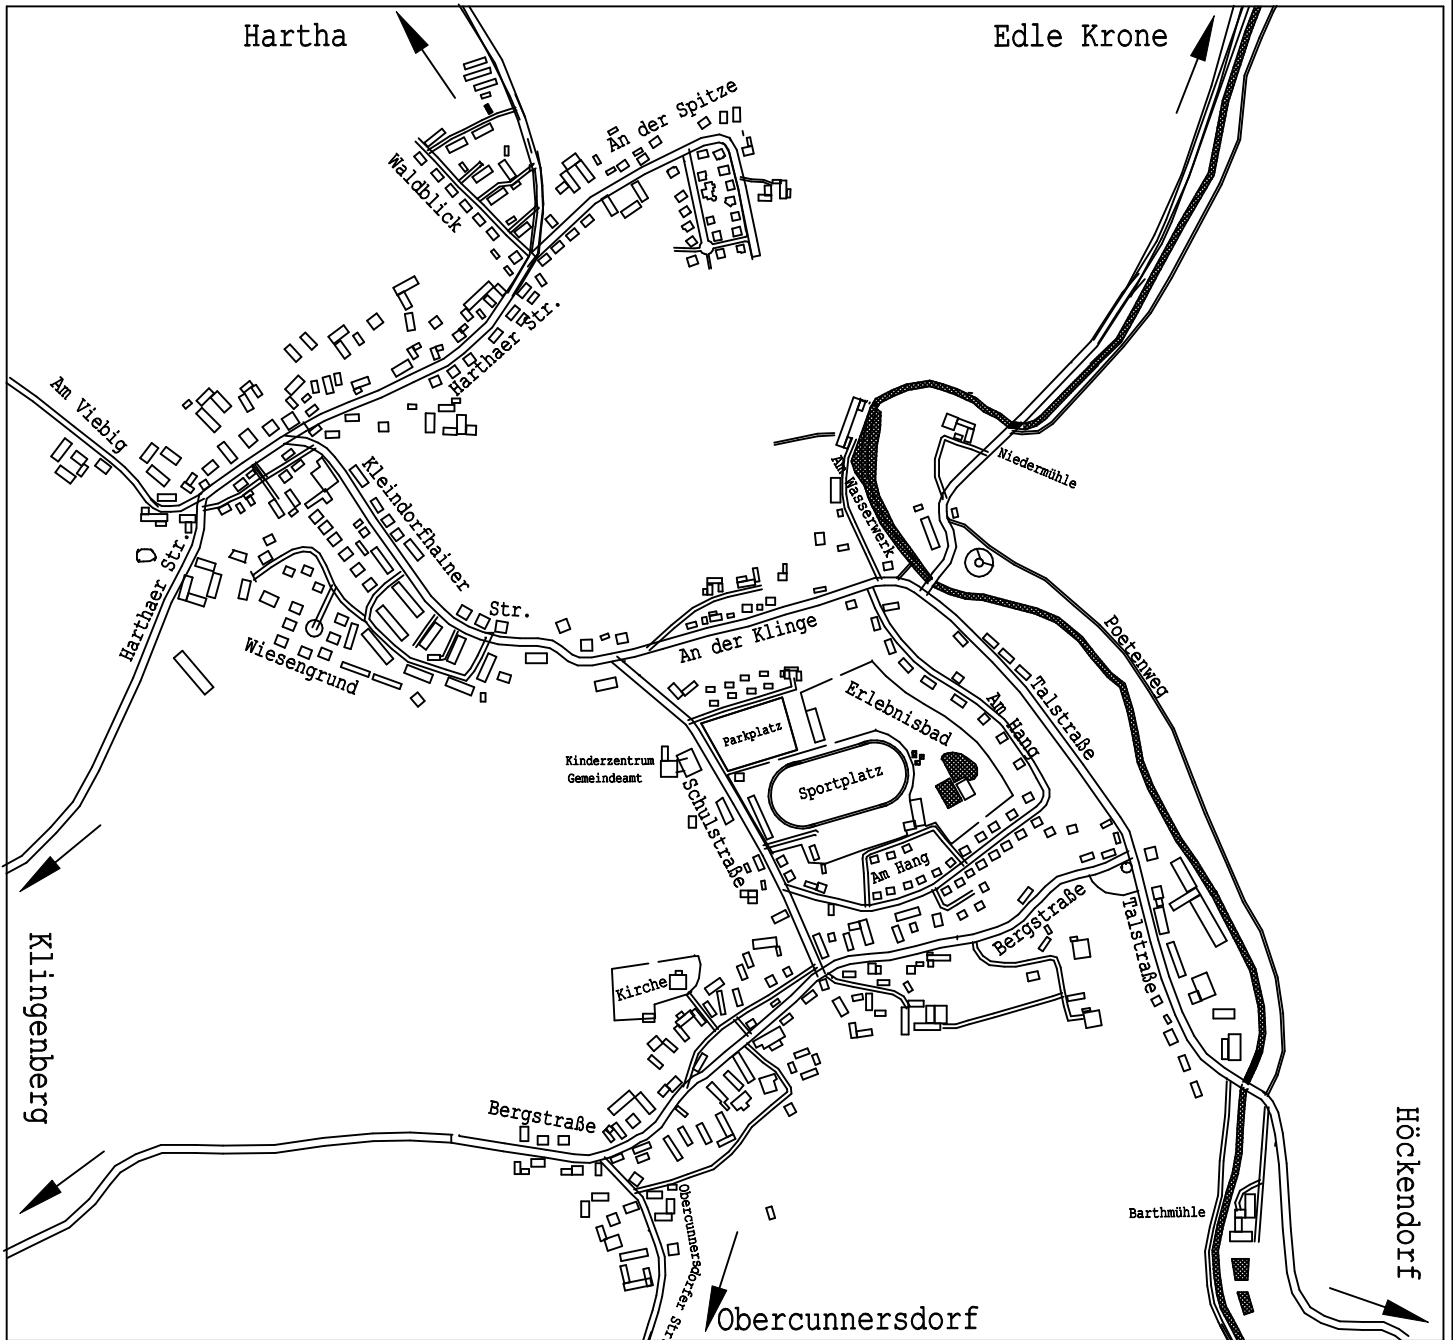 Hartha
Edle Krone
An der Spitze
Waldblick
Harthaer Str.
Am Viebig
Kleindorfhainer
Str.
Niedermühle
Am Wasserwerk
Harthaer Str.
Wiesengrund
An der Klinge
Poetenweg
Erlebnisbad
Am Hang
Talstraße
Parkplatz
Kinderzentrum
Gemeindeamt
Sportplatz
Schulstraße
Am Hang
Bergstraße
Talstraße
Kirche
Klingenberg
Bergstraße
Höckendorf
Obercunnersdorfer Str.
Barthmühle
Obercunnersdorf